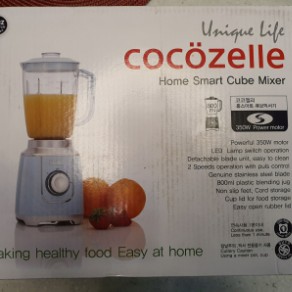 Unique Life
cocözelle
Home Smart Cube Mixer
350W Power motor
Powerful 350W motor
LED Lamp switch operation
Detachable blade unit, easy to clean
2 Speeds operation with puls control
Genuine stainless steel blade
800ml plastic blending jug
Non slip feet, Cord storage
Cup lid for food storage
Easy open rubber lid
aking healthy food Easy at home